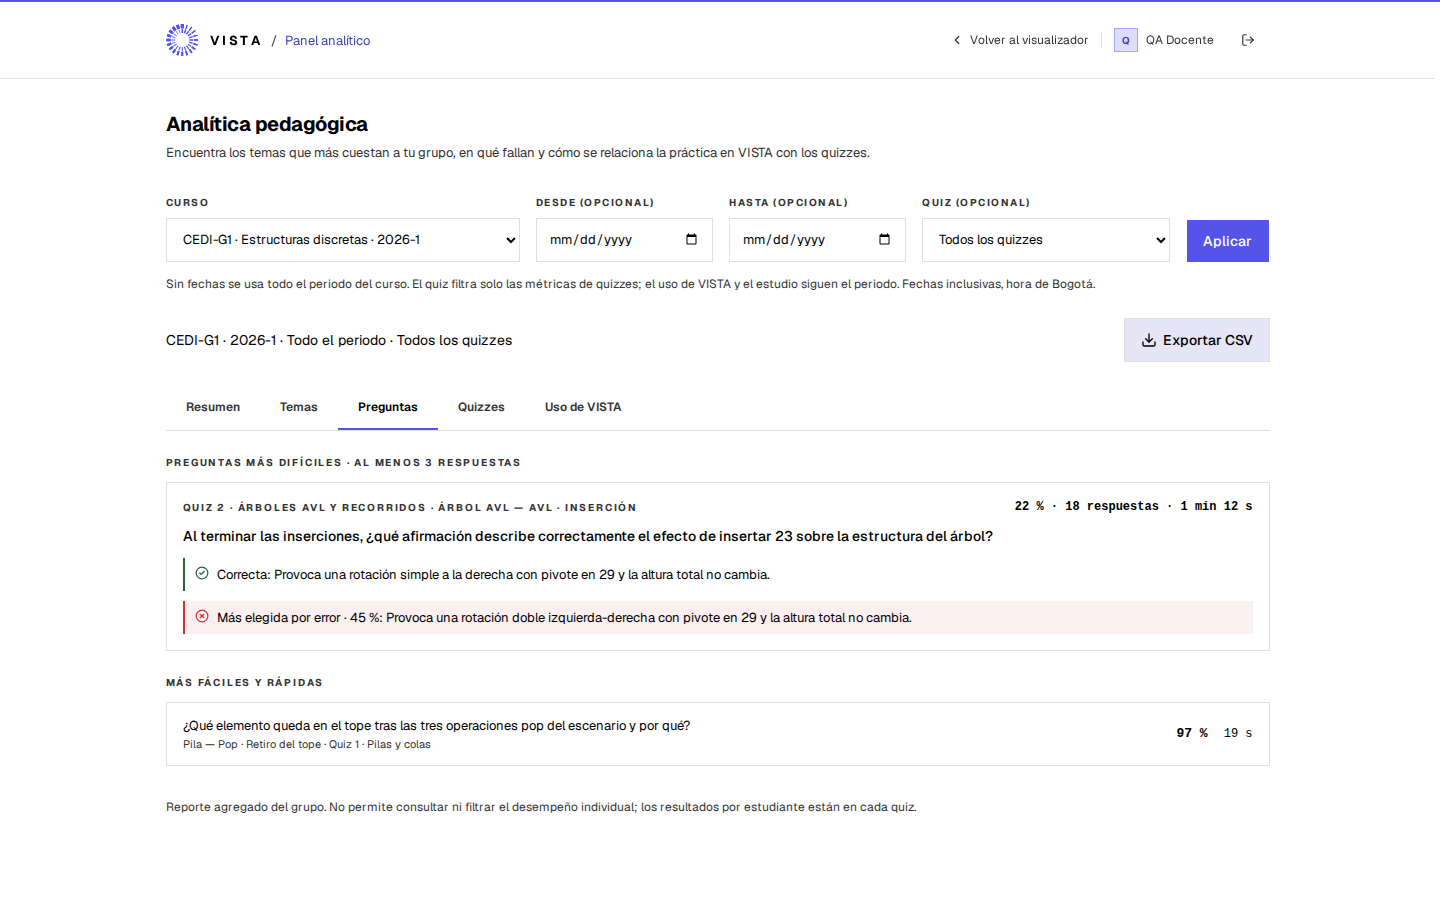 VISTA / Panel analítico
Volver al visualizador
Q QA Docente
Analítica pedagógica
Encuentra los temas que más cuestan a tu grupo, en qué fallan y cómo se relaciona la práctica en VISTA con los quizzes.
CURSO
DESDE (OPCIONAL)
HASTA (OPCIONAL)
QUIZ (OPCIONAL)
CEDI-G1 · Estructuras discretas · 2026-1
mm/dd/yyyy
mm/dd/yyyy
Todos los quizzes
Aplicar
Sin fechas se usa todo el periodo del curso. El quiz filtra solo las métricas de quizzes; el uso de VISTA y el estudio siguen el periodo. Fechas inclusivas, hora de Bogotá.
CEDI-G1 · 2026-1 · Todo el periodo · Todos los quizzes
Exportar CSV
Resumen
Temas
Preguntas
Quizzes
Uso de VISTA
PREGUNTAS MÁS DIFÍCILES · AL MENOS 3 RESPUESTAS
QUIZ 2 · ÁRBOLES AVL Y RECORRIDOS · ÁRBOL AVL — AVL · INSERCIÓN
22 % · 18 respuestas · 1 min 12 s
Al terminar las inserciones, ¿qué afirmación describe correctamente el efecto de insertar 23 sobre la estructura del árbol?
Correcta: Provoca una rotación simple a la derecha con pivote en 29 y la altura total no cambia.
Más elegida por error · 45 %: Provoca una rotación doble izquierda-derecha con pivote en 29 y la altura total no cambia.
MÁS FÁCILES Y RÁPIDAS
¿Qué elemento queda en el tope tras las tres operaciones pop del escenario y por qué?
Pila — Pop · Retiro del tope · Quiz 1 · Pilas y colas
97 % 19 s
Reporte agregado del grupo. No permite consultar ni filtrar el desempeño individual; los resultados por estudiante están en cada quiz.